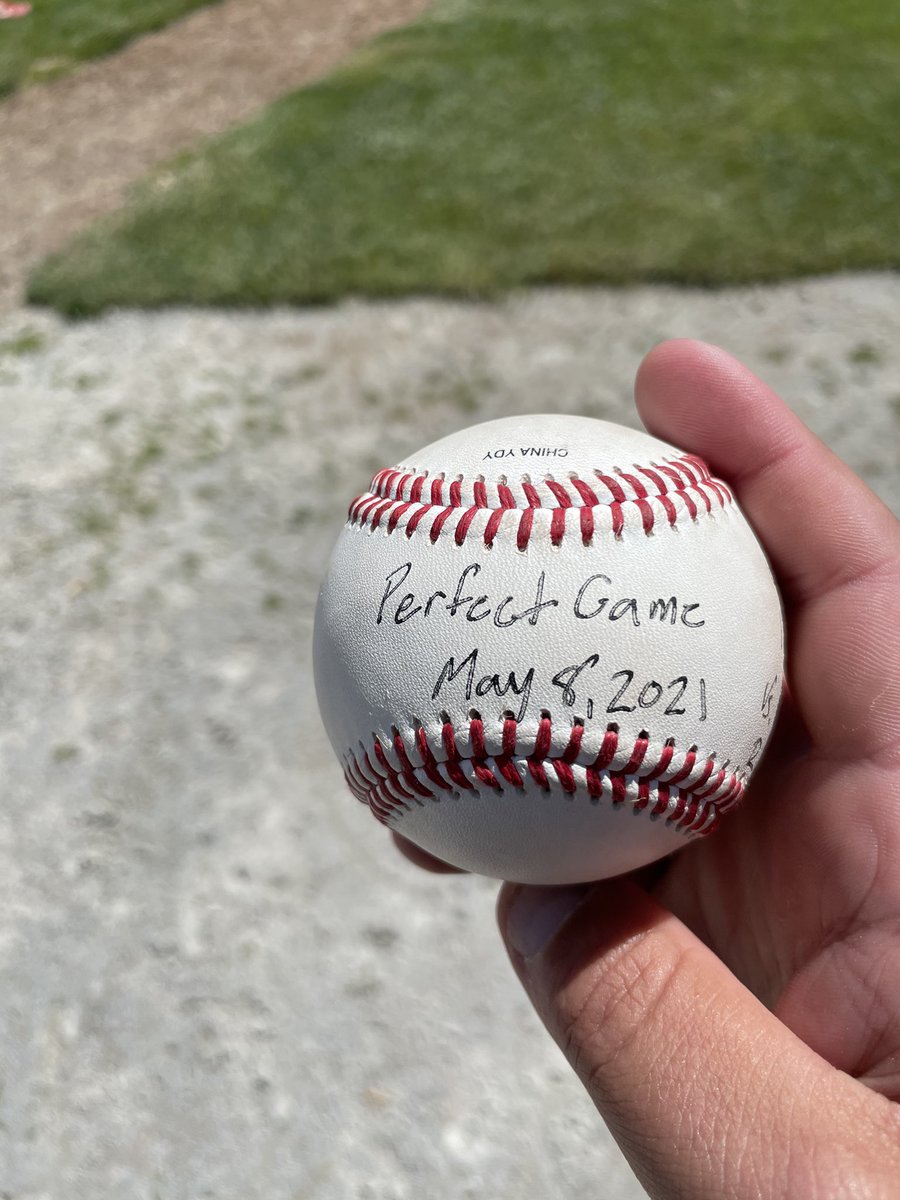 CHINA YDY
Perfect Game
May 8, 2021